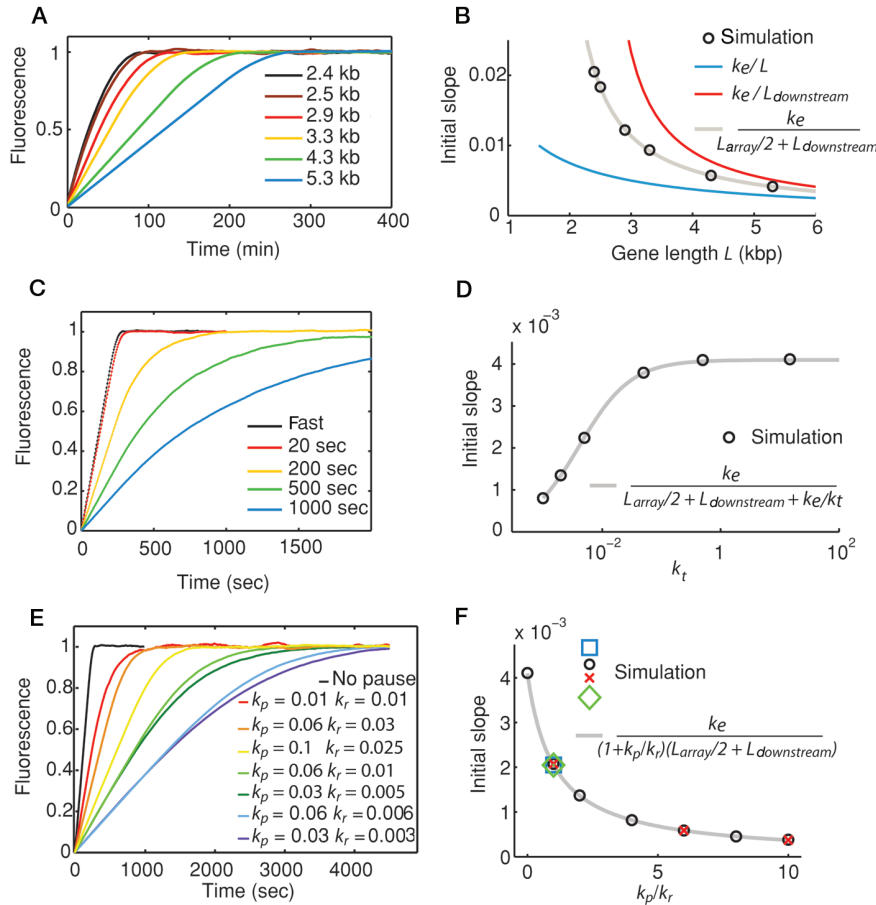 A
Fluorescence
1
0.5
0
0
100
200
300
400
Time (min)
2.4 kb
2.5 kb
2.9 kb
3.3 kb
4.3 kb
5.3 kb
B
Initial slope
0.02
0.01
0
1
2
3
4
5
6
Gene length L (kbp)
Simulation
ke/L
ke/Ldownstream
ke
Larray/2 + Ldownstream
C
Fluorescence
1
0.8
0.6
0.4
0.2
0
0
500
1000
1500
Time (sec)
Fast
20 sec
200 sec
500 sec
1000 sec
D
x 10⁻³
Initial slope
4
3
2
1
0
10⁻²
1
10²
kt
Simulation
ke
Larray/2 + Ldownstream + ke/kt
E
Fluorescence
1
0.8
0.6
0.4
0.2
0
0
1000
2000
3000
4000
Time (sec)
No pause
kp = 0.01 kr = 0.01
kp = 0.06 kr = 0.03
kp = 0.1 kr = 0.025
kp = 0.06 kr = 0.01
kp = 0.03 kr = 0.005
kp = 0.06 kr = 0.006
kp = 0.03 kr = 0.003
F
x 10⁻³
Initial slope
4
3
2
1
0
0
5
10
kp/kr
Simulation
ke
(1+kp/kr)(Larray/2 + Ldownstream)